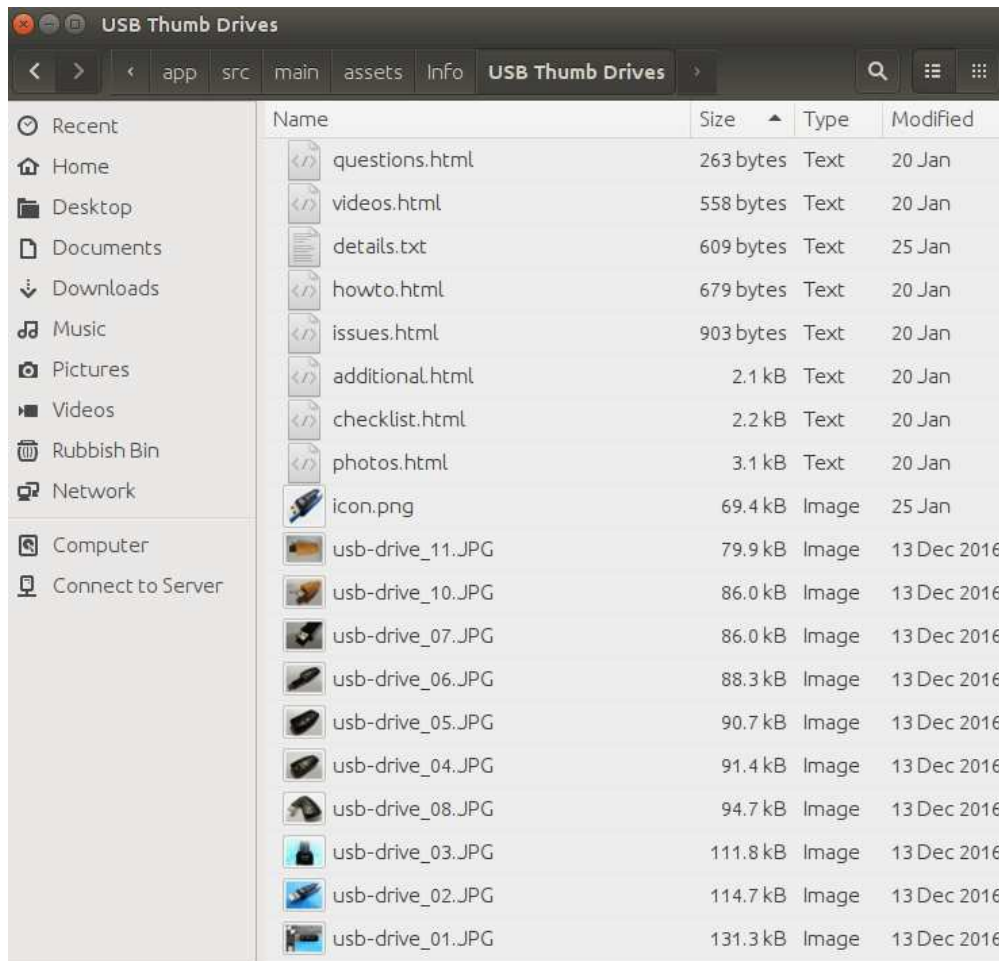 USB Thumb Drives
app src main assets Info USB Thumb Drives
Recent
Home
Desktop
Documents
Downloads
Music
Pictures
Videos
Rubbish Bin
Network
Computer
Connect to Server
Name Size Type Modified
questions.html 263 bytes Text 20 Jan
videos.html 558 bytes Text 20 Jan
details.txt 609 bytes Text 25 Jan
howto.html 679 bytes Text 20 Jan
issues.html 903 bytes Text 20 Jan
additional.html 2.1 kB Text 20 Jan
checklist.html 2.2 kB Text 20 Jan
photos.html 3.1 kB Text 20 Jan
icon.png 69.4 kB Image 25 Jan
usb-drive_11.JPG 79.9 kB Image 13 Dec 2016
usb-drive_10.JPG 86.0 kB Image 13 Dec 2016
usb-drive_07.JPG 86.0 kB Image 13 Dec 2016
usb-drive_06.JPG 88.3 kB Image 13 Dec 2016
usb-drive_05.JPG 90.7 kB Image 13 Dec 2016
usb-drive_04.JPG 91.4 kB Image 13 Dec 2016
usb-drive_08.JPG 94.7 kB Image 13 Dec 2016
usb-drive_03.JPG 111.8 kB Image 13 Dec 2016
usb-drive_02.JPG 114.7 kB Image 13 Dec 2016
usb-drive_01.JPG 131.3 kB Image 13 Dec 2016